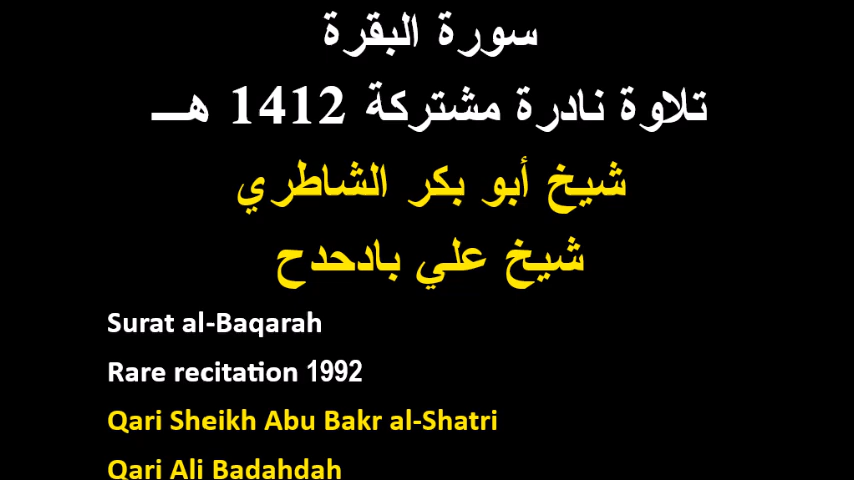 سورة البقرة
تلاوة نادرة مشتركة 1412 هـــ
شيخ أبو بكر الشاطري
شيخ علي بادحدح
Surat al-Baqarah
Rare recitation 1992
Qari Sheikh Abu Bakr al-Shatri
Qari Ali Badahdah